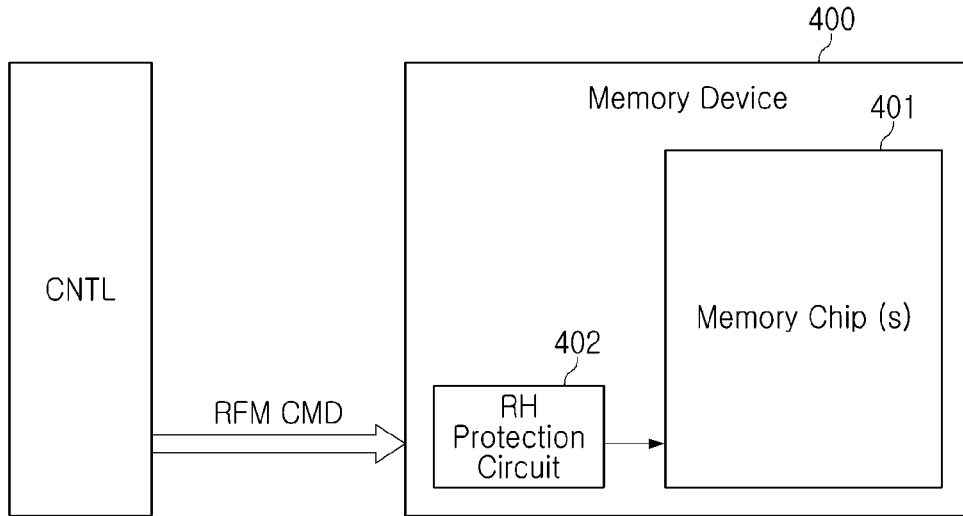 400
Memory Device
401
CNTL
Memory Chip (s)
402
RFM CMD
RH
Protection
Circuit